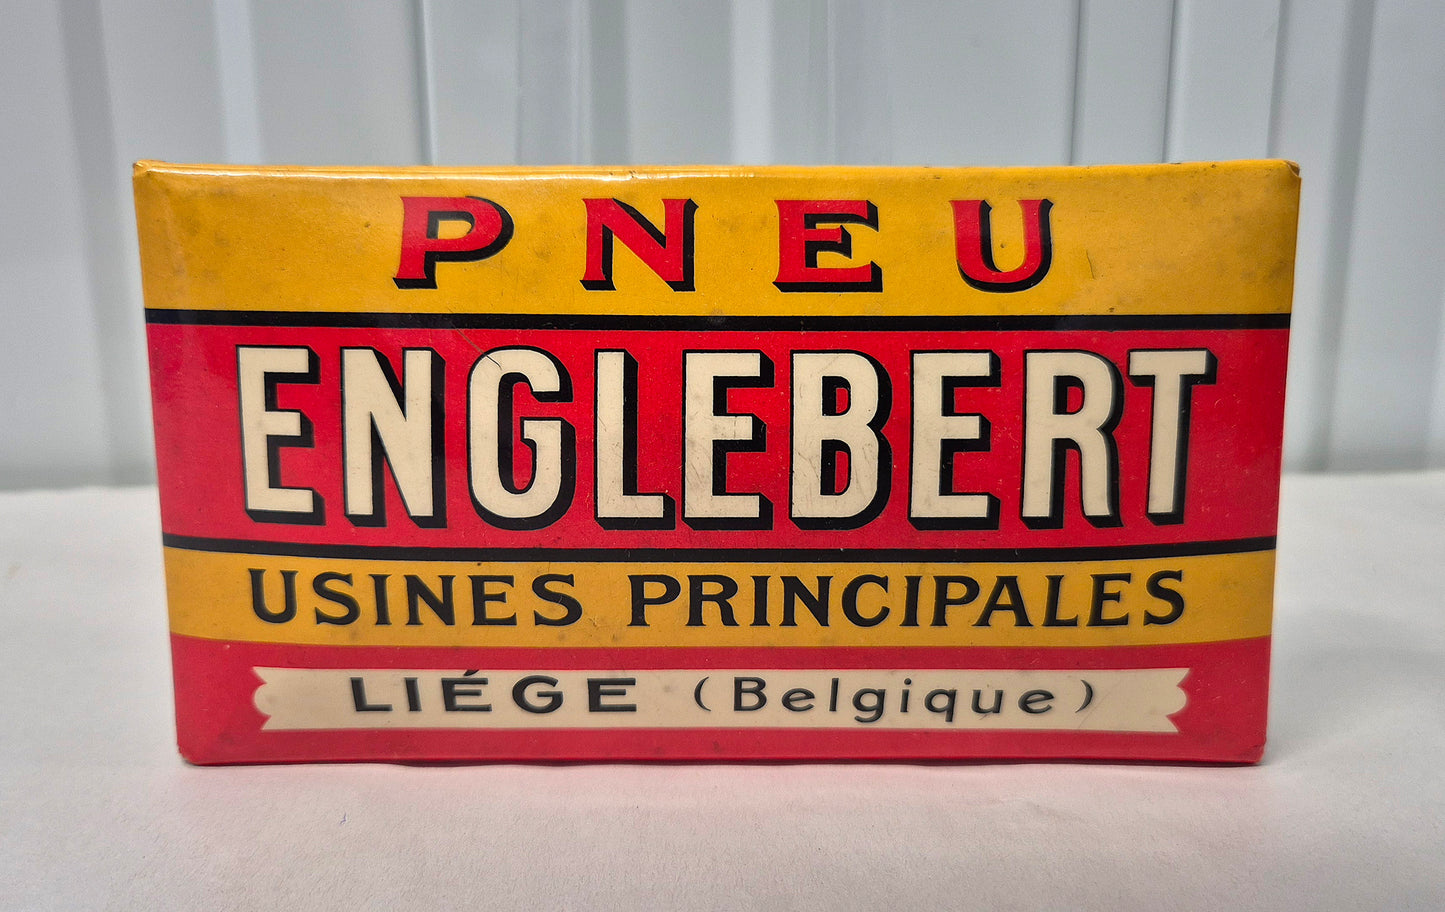 PNEU
ENGLEBERT
USINES PRINCIPALES
LIÉGE (Belgique)